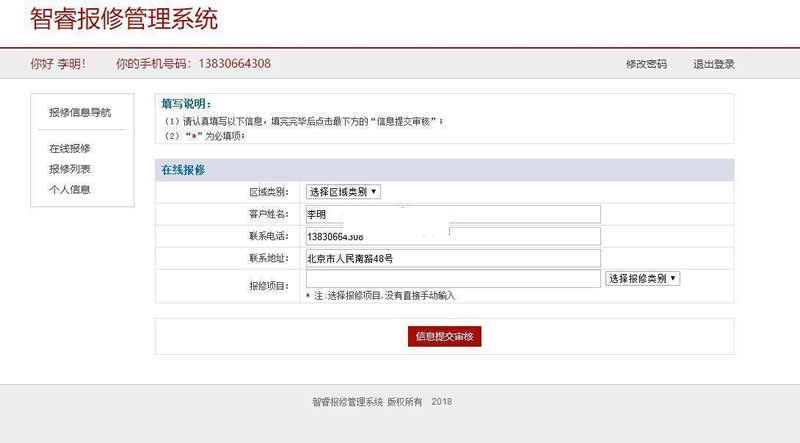 智睿报修管理系统
你好 李明! 你的手机号码：13830664308 修改密码 退出登录
报修信息导航
在线报修
报修列表
个人信息
填写说明：
（1）请认真填写以下信息，填完完毕后点击最下方的“信息提交审核”；
（2）“*”为必填项；
在线报修
区域类别： 选择区域类别
客户姓名： 李明
联系电话： 13830664308
联系地址： 北京市人民南路48号
报修项目： 选择报修类别
* 注:选择报修项目,没有直接手动输入
信息提交审核
智睿报修管理系统 版权所有 2018